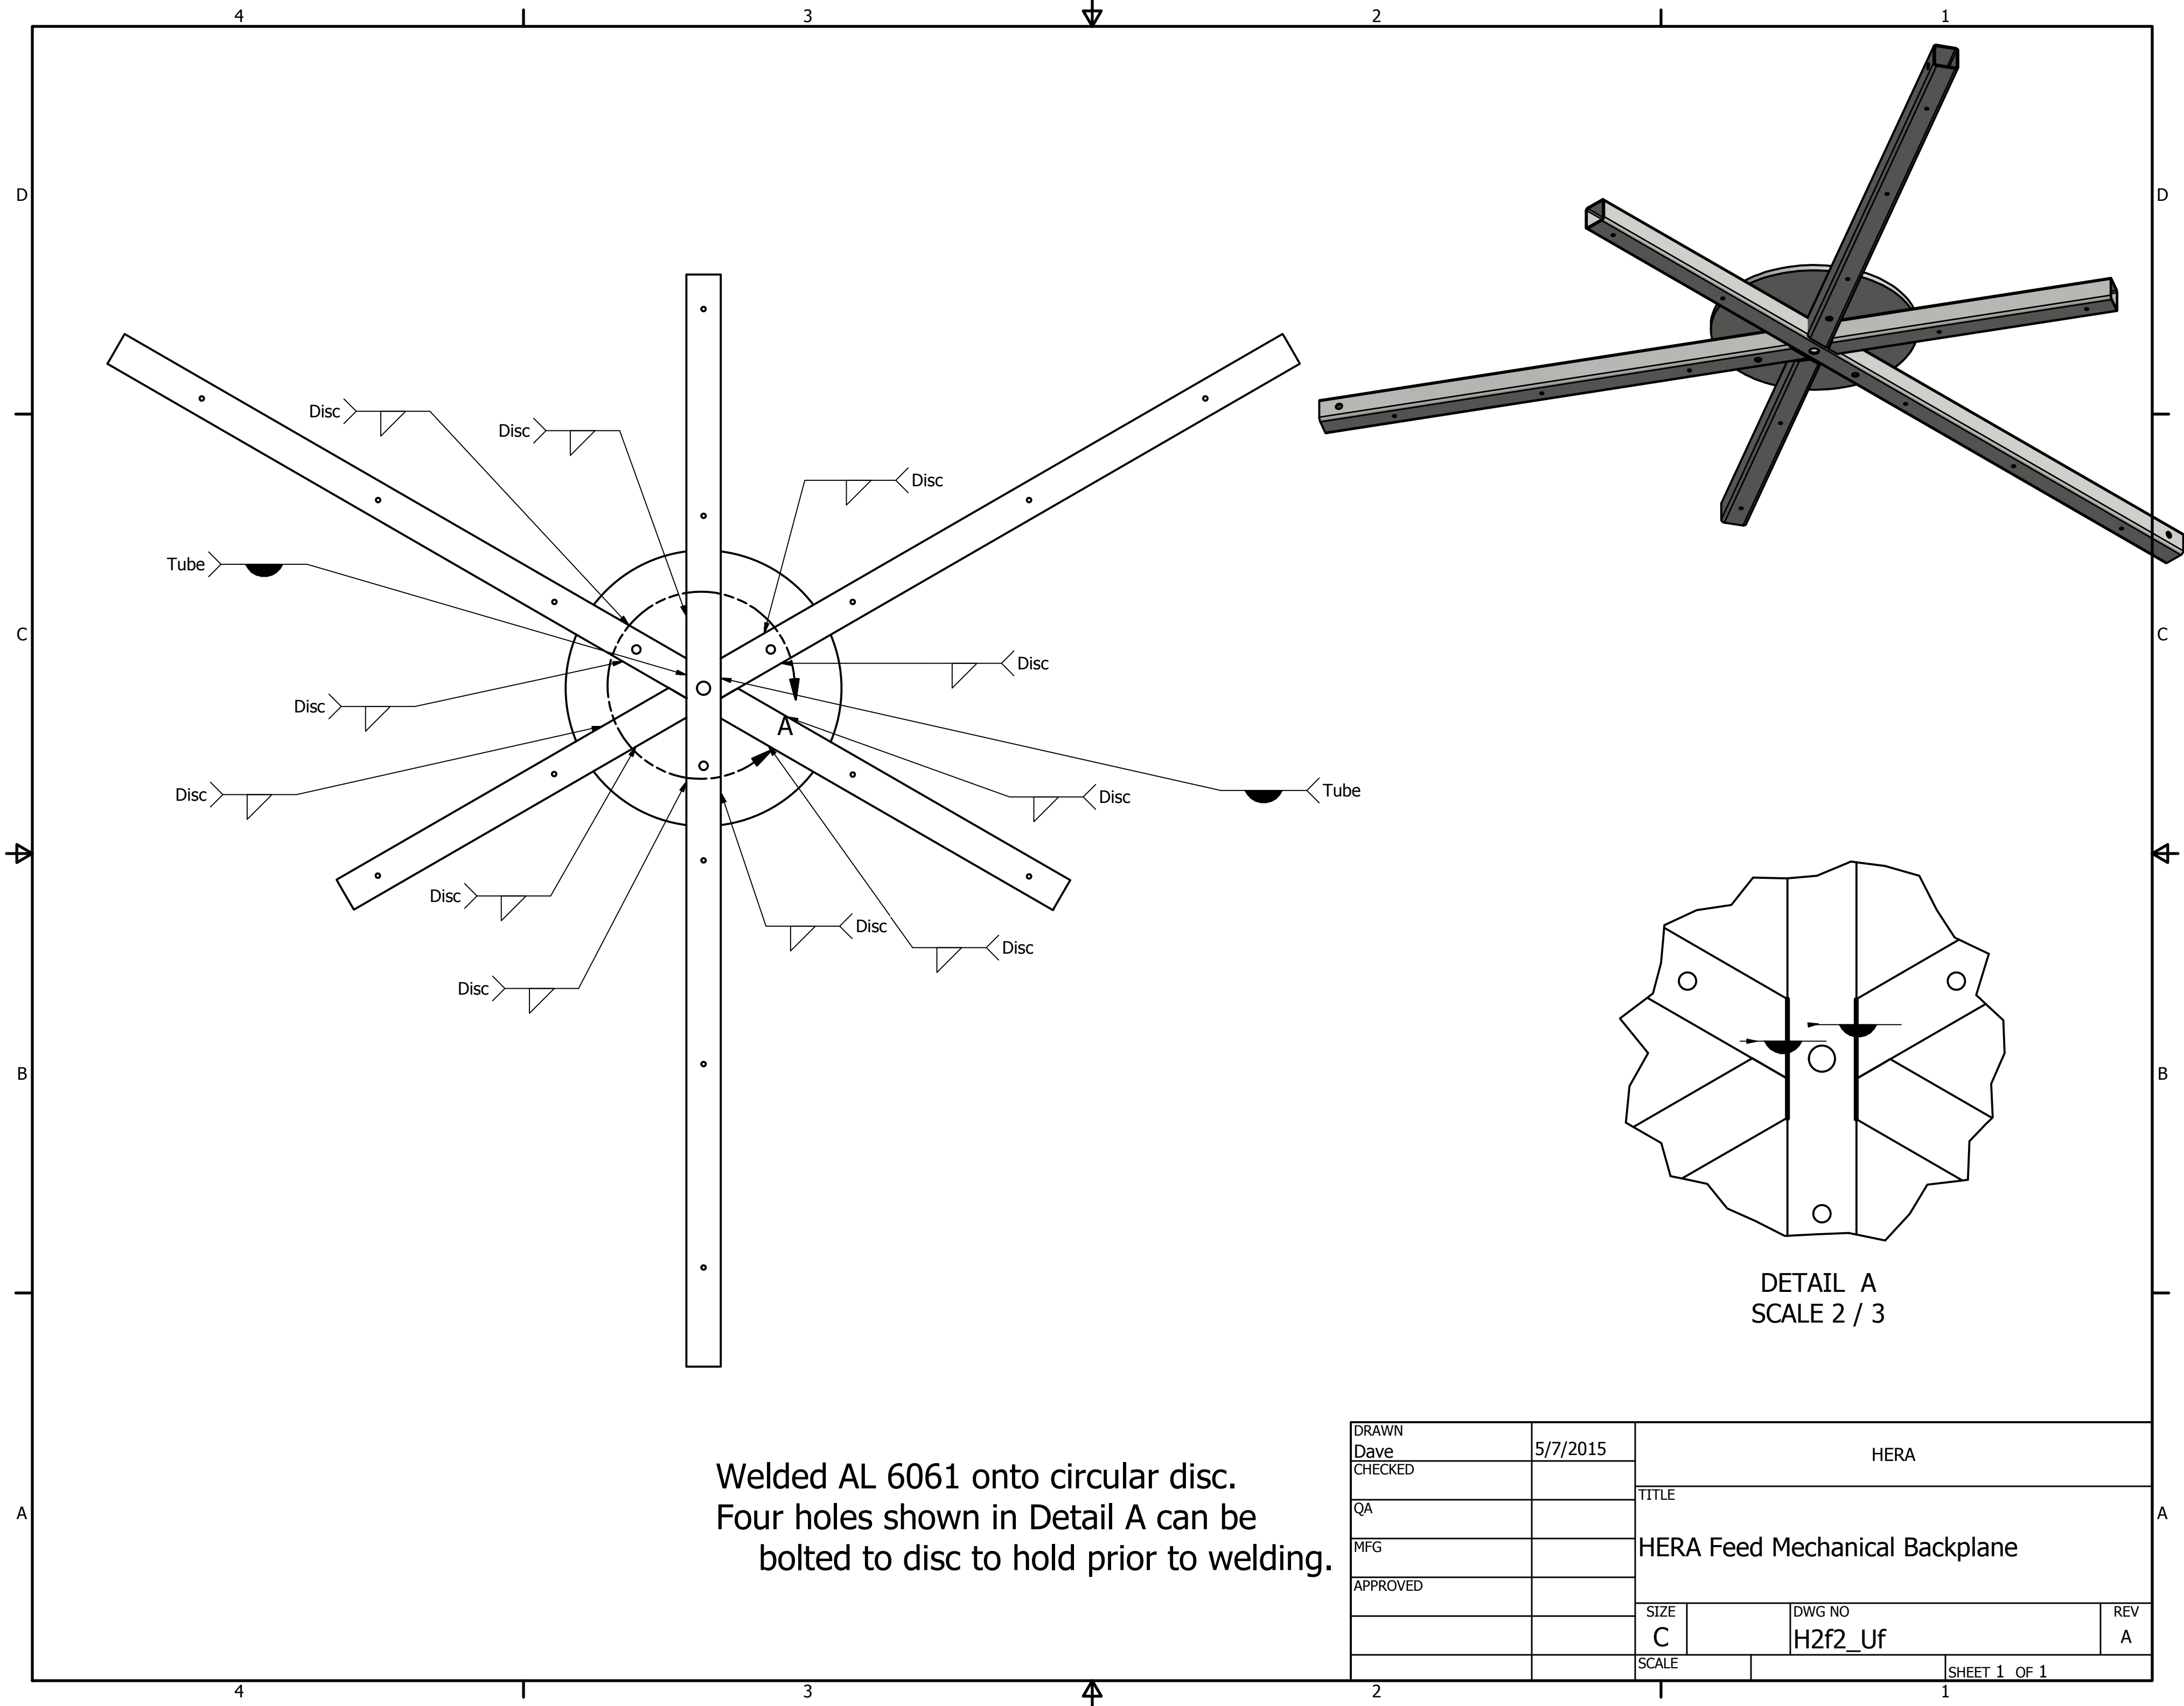 4 3 2 1
D D
Disc
Disc
Disc
Tube
C C
Disc
Disc
A
Disc
Disc
Tube
Disc
Disc
Disc
Disc
B B
DETAIL A
SCALE 2 / 3
Welded AL 6061 onto circular disc.
Four holes shown in Detail A can be
bolted to disc to hold prior to welding.
A A
DRAWN
Dave
5/7/2015
CHECKED
QA
MFG
APPROVED
HERA
TITLE
HERA Feed Mechanical Backplane
SIZE
C
DWG NO
H2f2_Uf
REV
A
SCALE
SHEET 1 OF 1
4 3 2 1